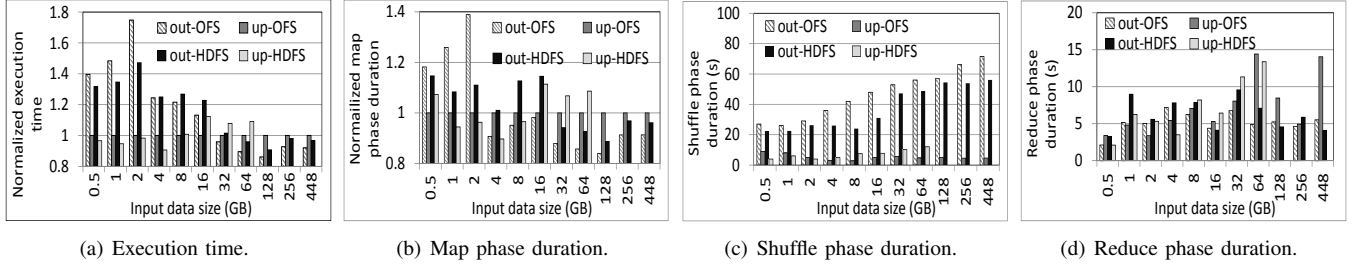 Normalized execution
time
1.8
1.6
1.4
1.2
1
0.8
out-OFS
up-OFS
out-HDFS
up-HDFS
0.5
1
2
4
8
16
32
64
128
256
448
Input data size (GB)
(a) Execution time.
Normalized map
phase duration
1.4
1.2
1
0.8
out-OFS
up-OFS
out-HDFS
up-HDFS
0.5
1
2
4
8
16
32
64
128
256
448
Input data size (GB)
(b) Map phase duration.
Shuffle phase
duration (s)
100
80
60
40
20
0
out-OFS
up-OFS
out-HDFS
up-HDFS
0.5
1
2
4
8
16
32
64
128
256
448
Input data size (GB)
(c) Shuffle phase duration.
Reduce phase
duration (s)
20
15
10
5
0
out-OFS
up-OFS
out-HDFS
up-HDFS
0.5
1
2
4
8
16
32
64
128
256
448
Input data size (GB)
(d) Reduce phase duration.